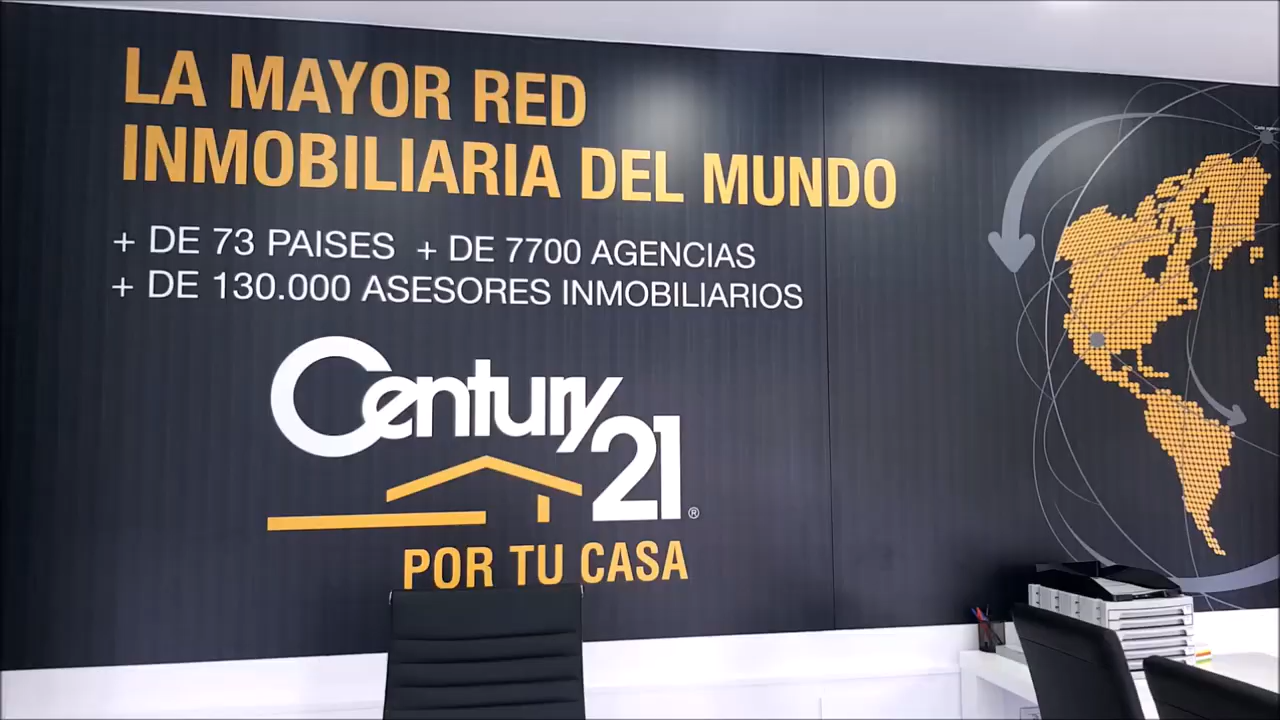 LA MAYOR RED
INMOBILIARIA DEL MUNDO
+ DE 73 PAISES + DE 7700 AGENCIAS
+ DE 130.000 ASESORES INMOBILIARIOS
Century
21®
POR TU CASA